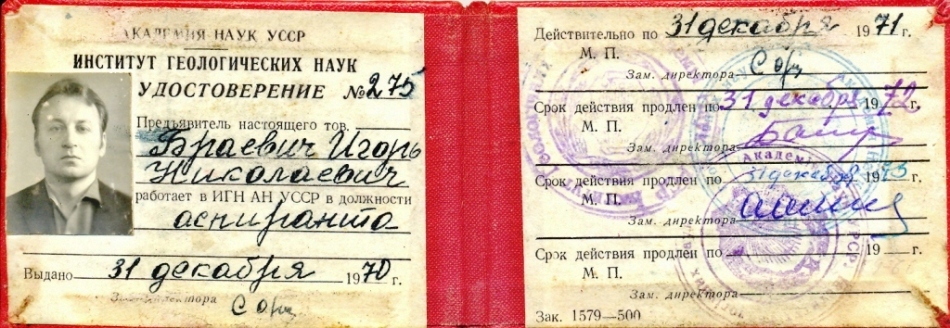 АКАДЕМИЯ НАУК УССР
ИНСТИТУТ ГЕОЛОГИЧЕСКИХ НАУК
УДОСТОВЕРЕНИЕ №275
Предъявитель настоящего тов.
Браевич Игорь
Николаевич
работает в ИГН АН УССР в должности
аспиранта
Выдано 31 декабря 1970 г.
Зам. директора
Действительно по 31 декабря 1971 г.
М. П.
Зам. директора
Срок действия продлен по 31 декабря 1972 г.
М. П.
Зам. директора
Срок действия продлен по 31 декабря 1973 г.
М. П.
Зам. директора
Срок действия продлен по 19 г.
М. П.
Зам. директора
Зак. 1579—500